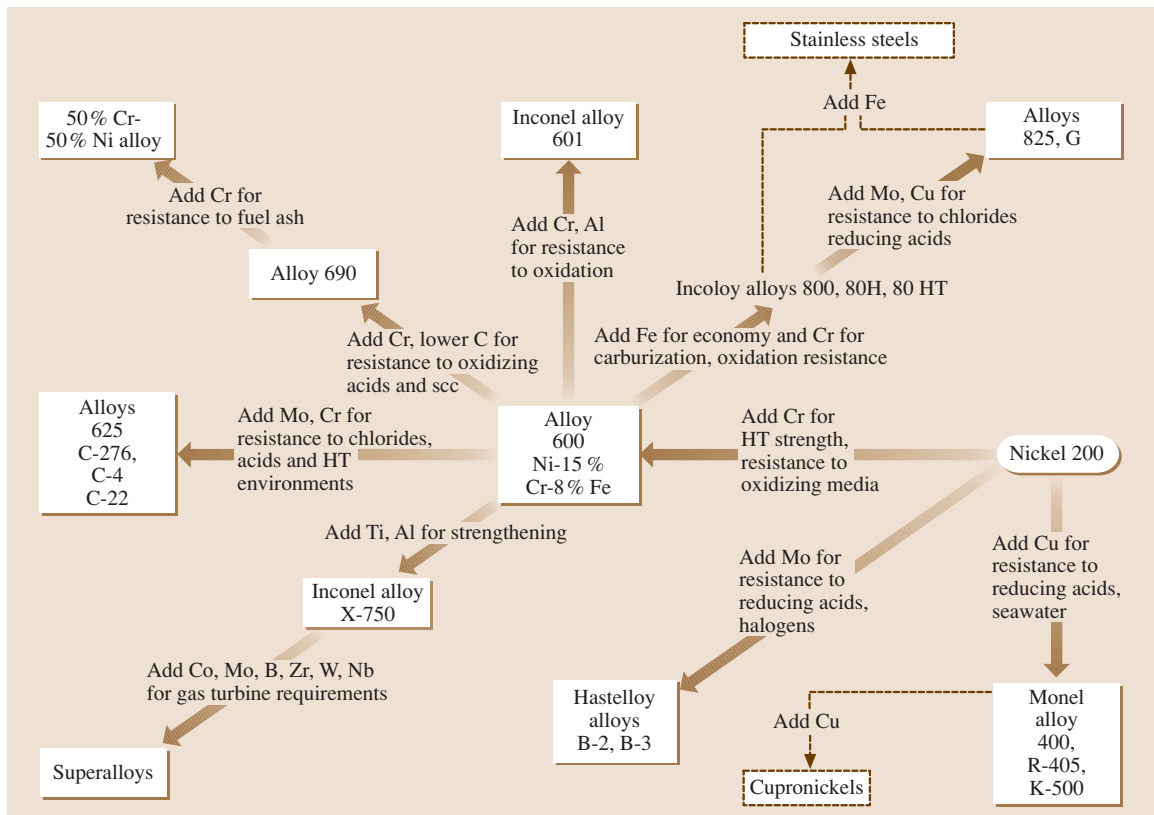 Stainless steels
Add Fe
50% Cr-
50% Ni alloy
Inconel alloy
601
Alloys
825, G
Add Cr for
resistance to fuel ash
Add Cr, Al
for resistance
to oxidation
Add Mo, Cu for
resistance to chlorides
reducing acids
Alloy 690
Incoloy alloys 800, 80H, 80 HT
Add Cr, lower C for
resistance to oxidizing
acids and scc
Add Fe for economy and Cr for
carburization, oxidation resistance
Alloys
625
C-276,
C-4
C-22
Add Mo, Cr for
resistance to chlorides,
acids and HT
environments
Alloy
600
Ni-15 %
Cr-8% Fe
Add Cr for
HT strength,
resistance to
oxidizing media
Nickel 200
Add Ti, Al for strengthening
Add Mo for
resistance to
reducing acids,
halogens
Add Cu for
resistance to
reducing acids,
seawater
Inconel alloy
X-750
Add Co, Mo, B, Zr, W, Nb
for gas turbine requirements
Superalloys
Hastelloy
alloys
B-2, B-3
Add Cu
Cupronickels
Monel
alloy
400,
R-405,
K-500